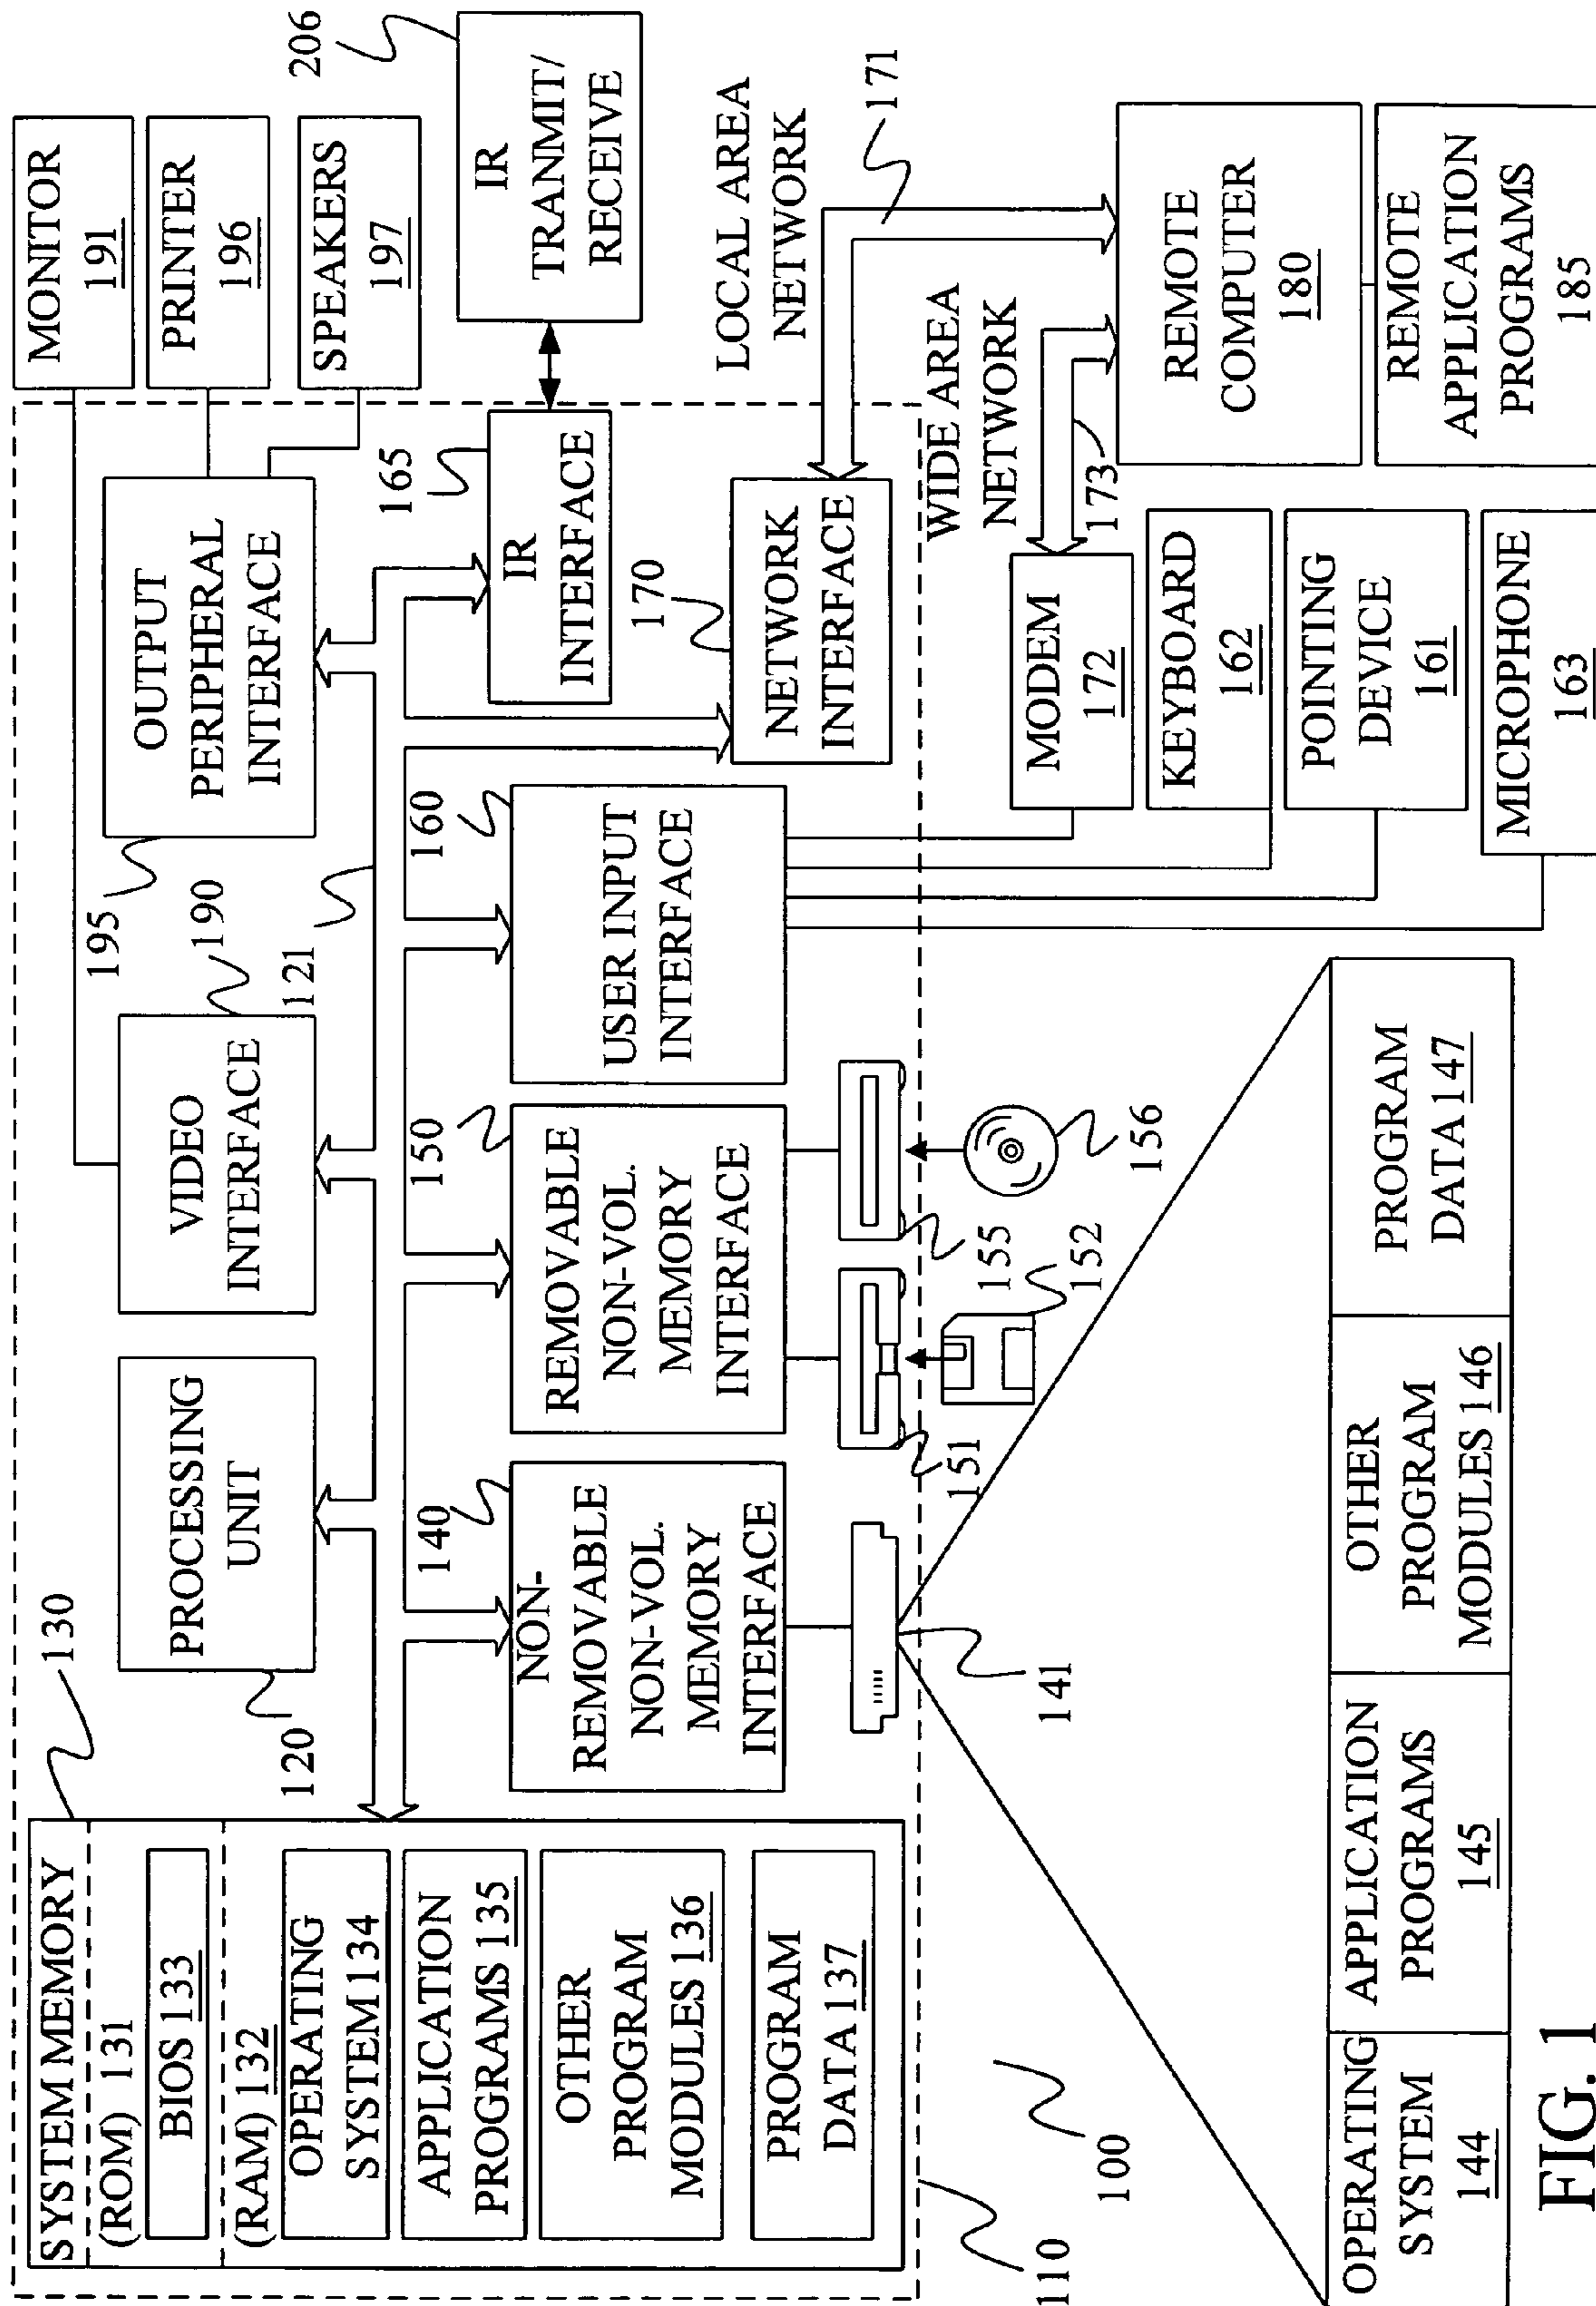 SYSTEM MEMORY
(ROM) 131
BIOS 133
(RAM) 132
OPERATING
SYSTEM 134
APPLICATION
PROGRAMS 135
OTHER
PROGRAM
MODULES 136
PROGRAM
DATA 137
130
PROCESSING
UNIT
120
VIDEO
INTERFACE
190
121
OUTPUT
PERIPHERAL
INTERFACE
195
MONITOR
191
PRINTER
196
SPEAKERS
197
206
IR
TRANMIT/
RECEIVE
165
IR
INTERFACE
140
NON-
REMOVABLE
NON-VOL.
MEMORY
INTERFACE
150
REMOVABLE
NON-VOL.
MEMORY
INTERFACE
160
USER INPUT
INTERFACE
170
NETWORK
INTERFACE
LOCAL AREA
NETWORK
171
WIDE AREA
NETWORK
173
141
151
152
155
156
MODEM
172
KEYBOARD
162
POINTING
DEVICE
161
MICROPHONE
163
REMOTE
COMPUTER
180
REMOTE
APPLICATION
PROGRAMS
185
110
100
OPERATING
SYSTEM
144
APPLICATION
PROGRAMS
145
OTHER
PROGRAM
MODULES 146
PROGRAM
DATA 147
FIG. 1